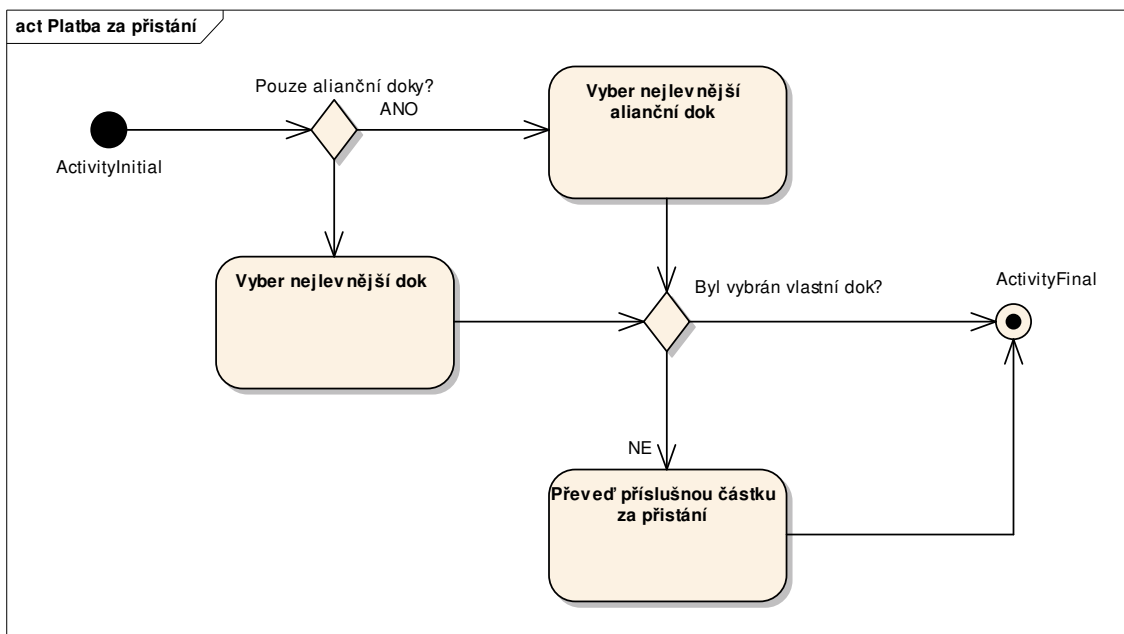 act Platba za přistání
Pouze alianční doky?
ANO
Vyber nejlevnější
alianční dok
ActivityInitial
Vyber nejlevnější dok
Byl vybrán vlastní dok?
ActivityFinal
NE
Převeď příslušnou částku
za přistání